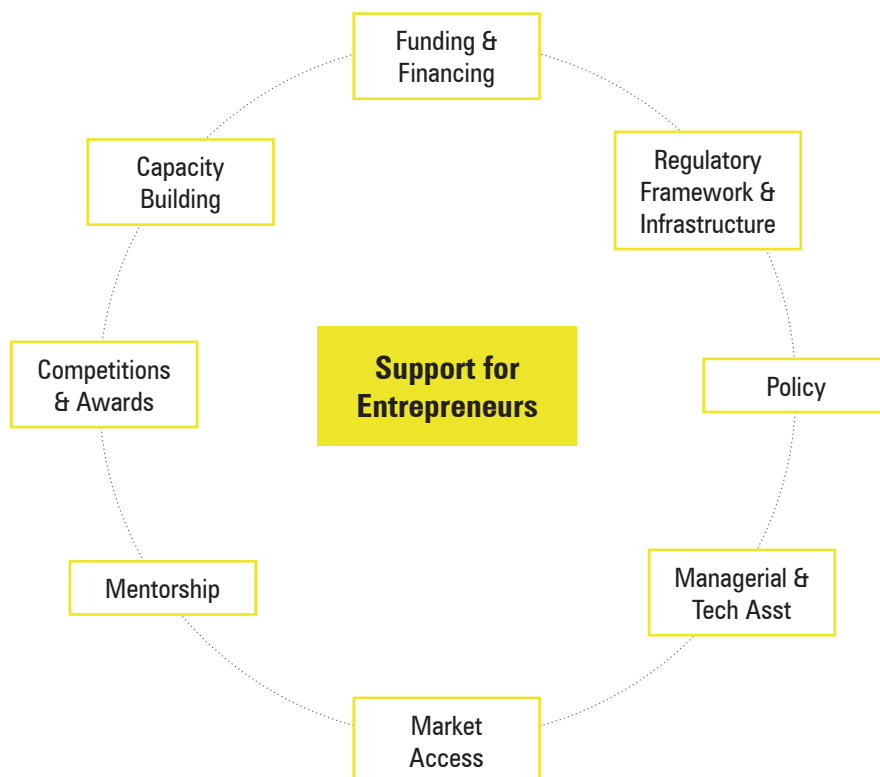 Funding &
Financing
Regulatory
Framework &
Infrastructure
Capacity
Building
Support for
Entrepreneurs
Competitions
& Awards
Policy
Mentorship
Managerial &
Tech Asst
Market
Access